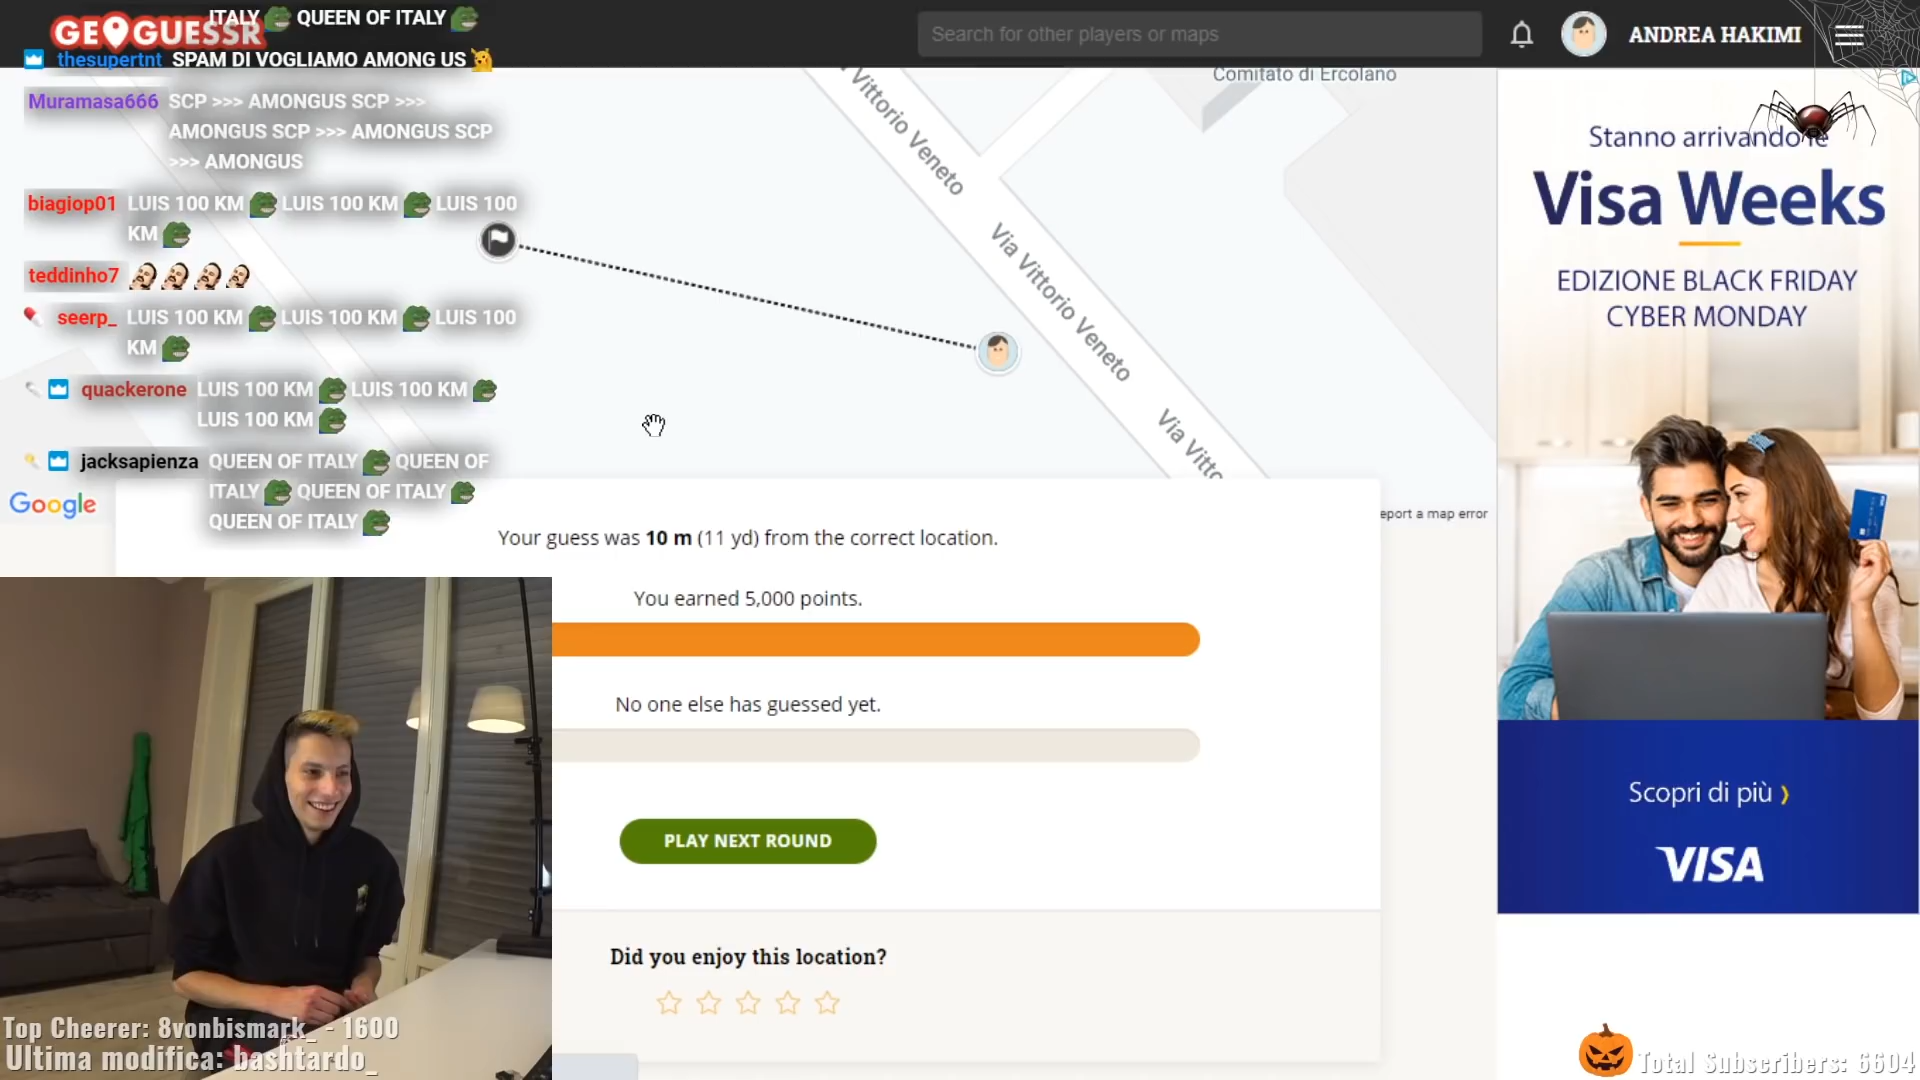 GEOGUESSR
ITALY QUEEN OF ITALY
Search for other players or maps
ANDREA HAKIMI
thesupertnt SPAM DI VOGLIAMO AMONG US
Muramasa666 SCP >>> AMONGUS SCP >>>
AMONGUS SCP >>> AMONGUS SCP
>>> AMONGUS
biagiop01 LUIS 100 KM LUIS 100 KM LUIS 100
KM
teddinho7
seerp_ LUIS 100 KM LUIS 100 KM LUIS 100
KM
quackerone LUIS 100 KM LUIS 100 KM
LUIS 100 KM
jacksapienza QUEEN OF ITALY QUEEN OF
ITALY QUEEN OF ITALY
QUEEN OF ITALY
Google
Comitato di Ercolano
Vittorio Veneto
Via Vittorio Veneto
Via Vitto
eport a map error
Your guess was 10 m (11 yd) from the correct location.
You earned 5,000 points.
No one else has guessed yet.
PLAY NEXT ROUND
Did you enjoy this location?
Stanno arrivando le
Visa Weeks
EDIZIONE BLACK FRIDAY
CYBER MONDAY
Scopri di più
VISA
Top Cheerer: 8vonbismark_ - 1600
Ultima modifica: bashtardo_
Total Subscribers: 6604